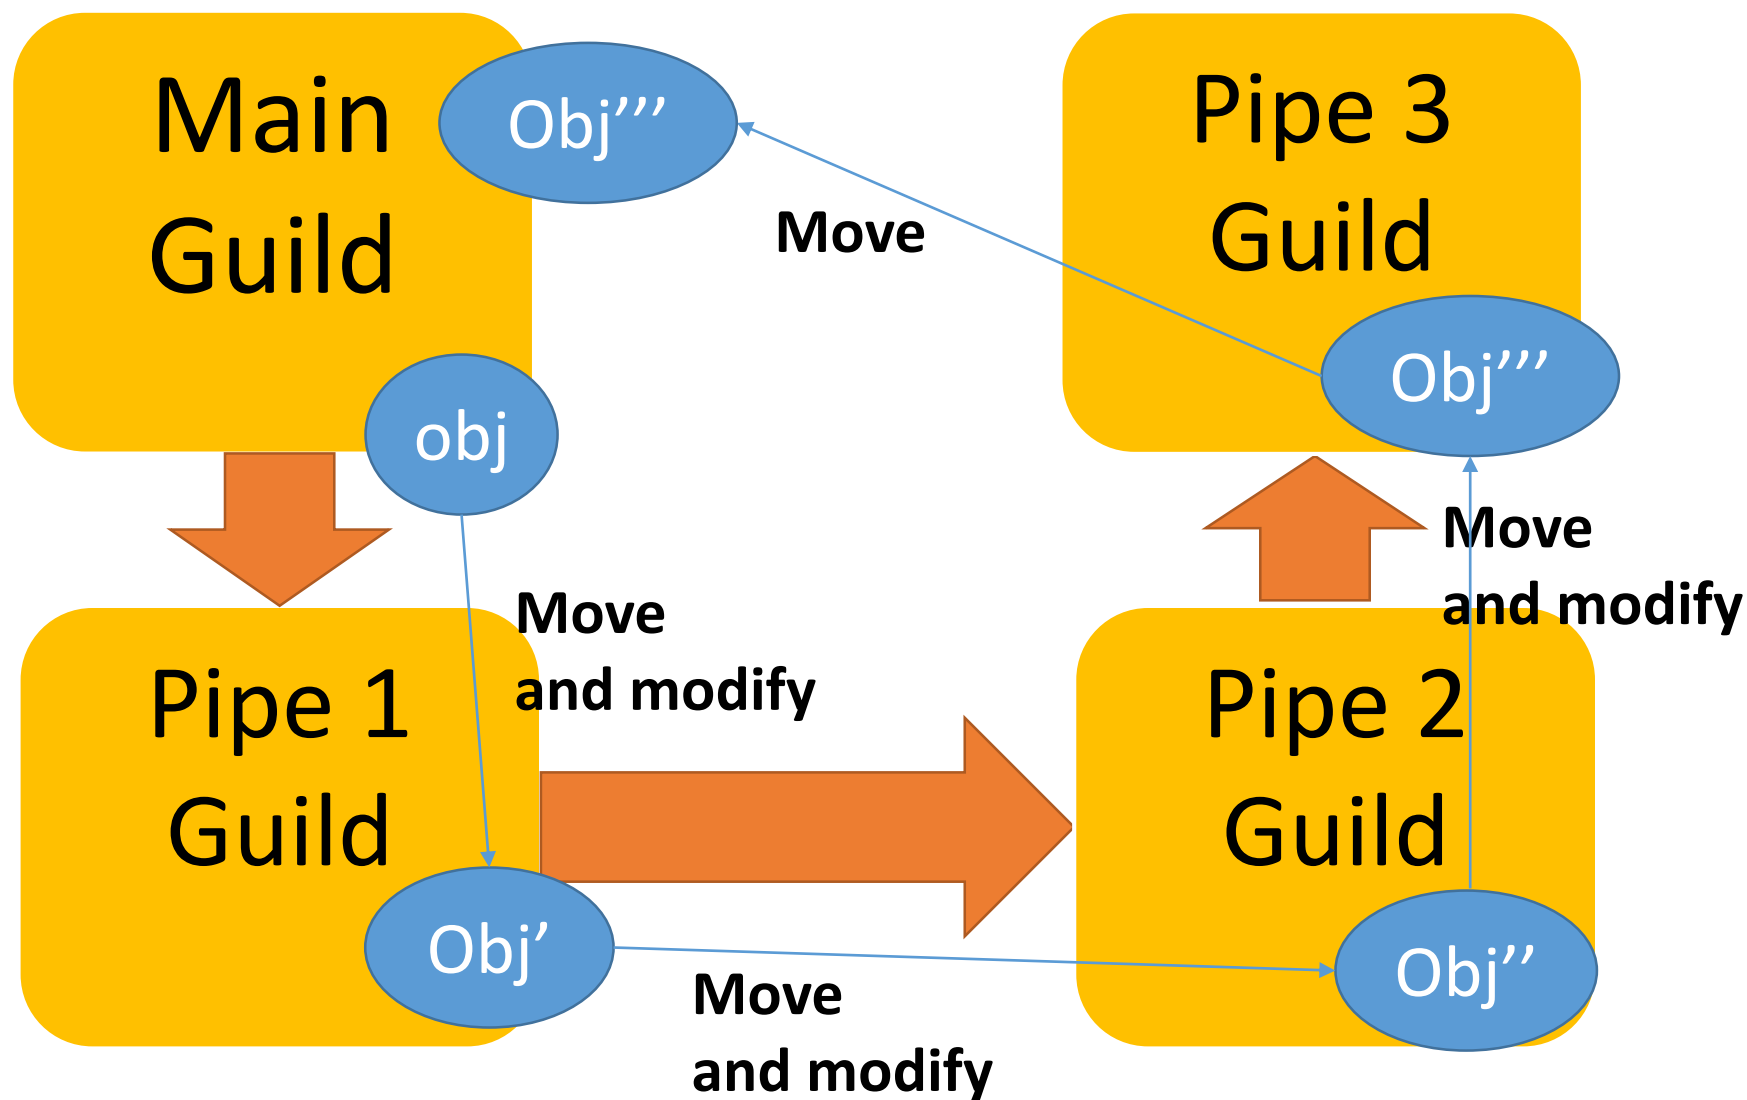 Main
Guild
Obj’’’
obj
Move
Pipe 3
Guild
Obj’’’
Move
and modify
Move
and modify
Pipe 1
Guild
Obj’
Pipe 2
Guild
Obj’’
Move
and modify